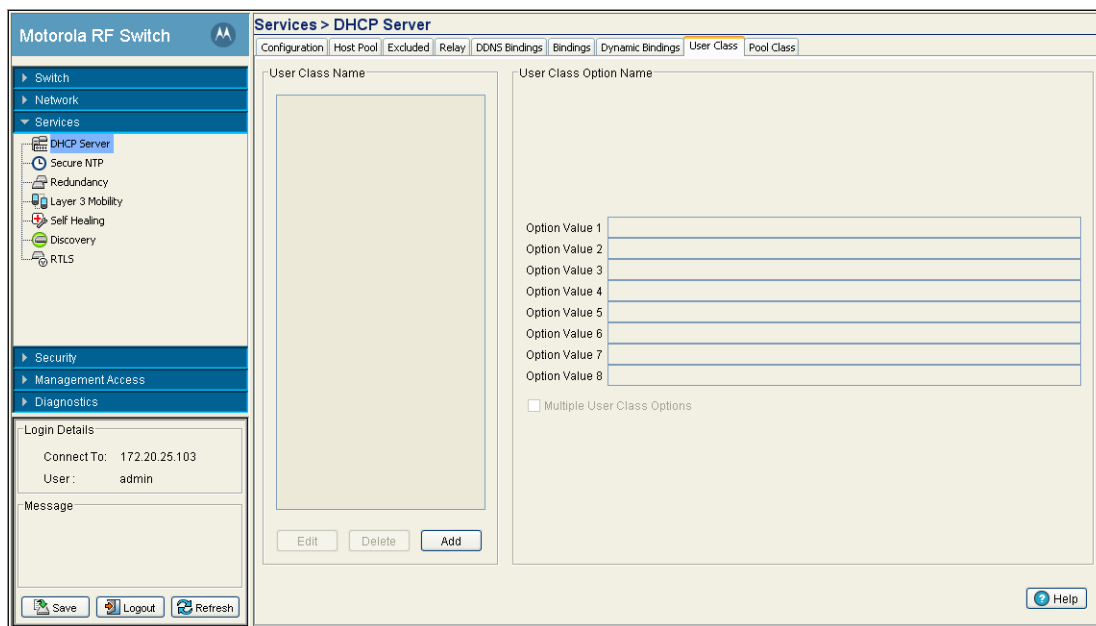 Motorola RF Switch
Switch
Network
Services
DHCP Server
Secure NTP
Redundancy
Layer 3 Mobility
Self Healing
Discovery
RTLS
Security
Management Access
Diagnostics
Login Details
Connect To: 172.20.25.103
User : admin
Message
Save Logout Refresh
Services > DHCP Server
Configuration Host Pool Excluded Relay DDNS Bindings Bindings Dynamic Bindings User Class Pool Class
User Class Name
Edit Delete Add
User Class Option Name
Option Value 1
Option Value 2
Option Value 3
Option Value 4
Option Value 5
Option Value 6
Option Value 7
Option Value 8
Multiple User Class Options
Help